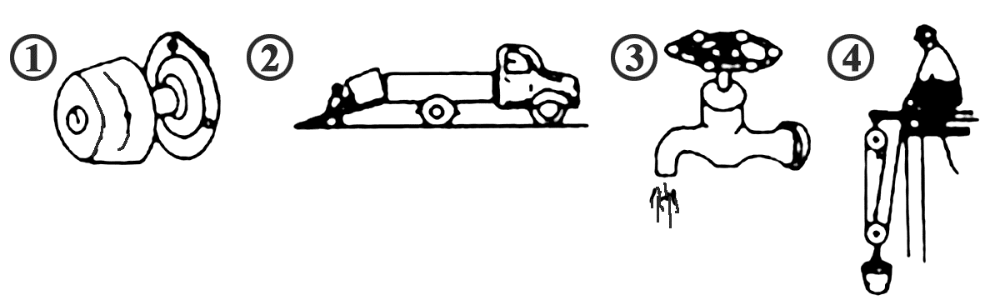 ① ② ③ ④